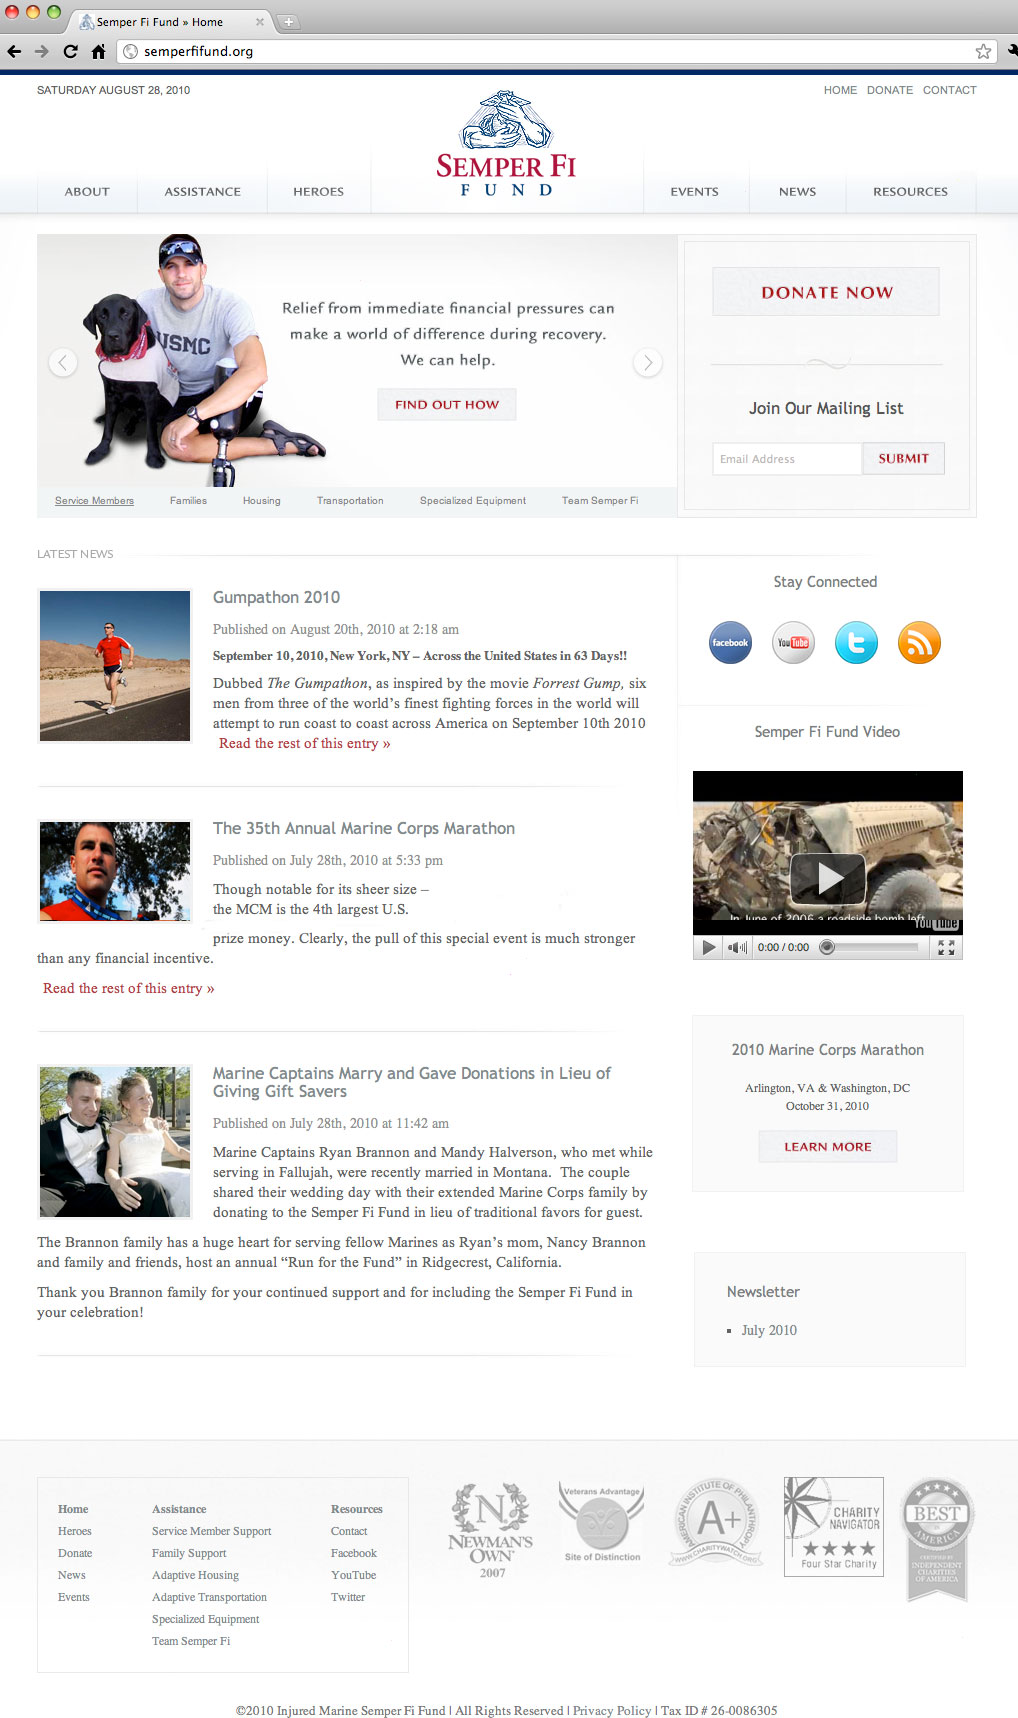 Semper Fi Fund » Home
semperfifund.org
SATURDAY AUGUST 28, 2010
HOME DONATE CONTACT
SEMPER FI
FUND
ABOUT ASSISTANCE HEROES EVENTS NEWS RESOURCES
USMC
Relief from immediate financial pressures can
make a world of difference during recovery.
We can help.
FIND OUT HOW
Service Members Families Housing Transportation Specialized Equipment Team Semper Fi
DONATE NOW
Join Our Mailing List
Email Address SUBMIT
LATEST NEWS
Gumpathon 2010
Published on August 20th, 2010 at 2:18 am
September 10, 2010, New York, NY – Across the United States in 63 Days!!
Dubbed The Gumpathon, as inspired by the movie Forrest Gump, six
men from three of the world's finest fighting forces in the world will
attempt to run coast to coast across America on September 10th 2010
Read the rest of this entry »
The 35th Annual Marine Corps Marathon
Published on July 28th, 2010 at 5:33 pm
Though notable for its sheer size –
the MCM is the 4th largest U.S.
prize money. Clearly, the pull of this special event is much stronger
than any financial incentive.
Read the rest of this entry »
Marine Captains Marry and Gave Donations in Lieu of
Giving Gift Savers
Published on July 28th, 2010 at 11:42 am
Marine Captains Ryan Brannon and Mandy Halverson, who met while
serving in Fallujah, were recently married in Montana. The couple
shared their wedding day with their extended Marine Corps family by
donating to the Semper Fi Fund in lieu of traditional favors for guest.
The Brannon family has a huge heart for serving fellow Marines as Ryan's mom, Nancy Brannon
and family and friends, host an annual “Run for the Fund” in Ridgecrest, California.
Thank you Brannon family for your continued support and for including the Semper Fi Fund in
your celebration!
Stay Connected
facebook
YouTube
t
Semper Fi Fund Video
In June of 2006 a roadside bomb left
YouTube
0:00 / 0:00
2010 Marine Corps Marathon
Arlington, VA & Washington, DC
October 31, 2010
LEARN MORE
Newsletter
July 2010
Home
Heroes
Donate
News
Events
Assistance
Service Member Support
Family Support
Adaptive Housing
Adaptive Transportation
Specialized Equipment
Team Semper Fi
Resources
Contact
Facebook
YouTube
Twitter
N
NEWMAN'S
OWN
2007
Veterans Advantage
Site of Distinction
AMERICAN INSTITUTE OF PHILANTHROPY
A+
WWW.CHARITYWATCH.ORG
CHARITY
NAVIGATOR
Four Star Charity
BEST
IN
AMERICA
CERTIFIED BY
INDEPENDENT
CHARITIES
OF AMERICA
©2010 Injured Marine Semper Fi Fund | All Rights Reserved | Privacy Policy | Tax ID # 26-0086305